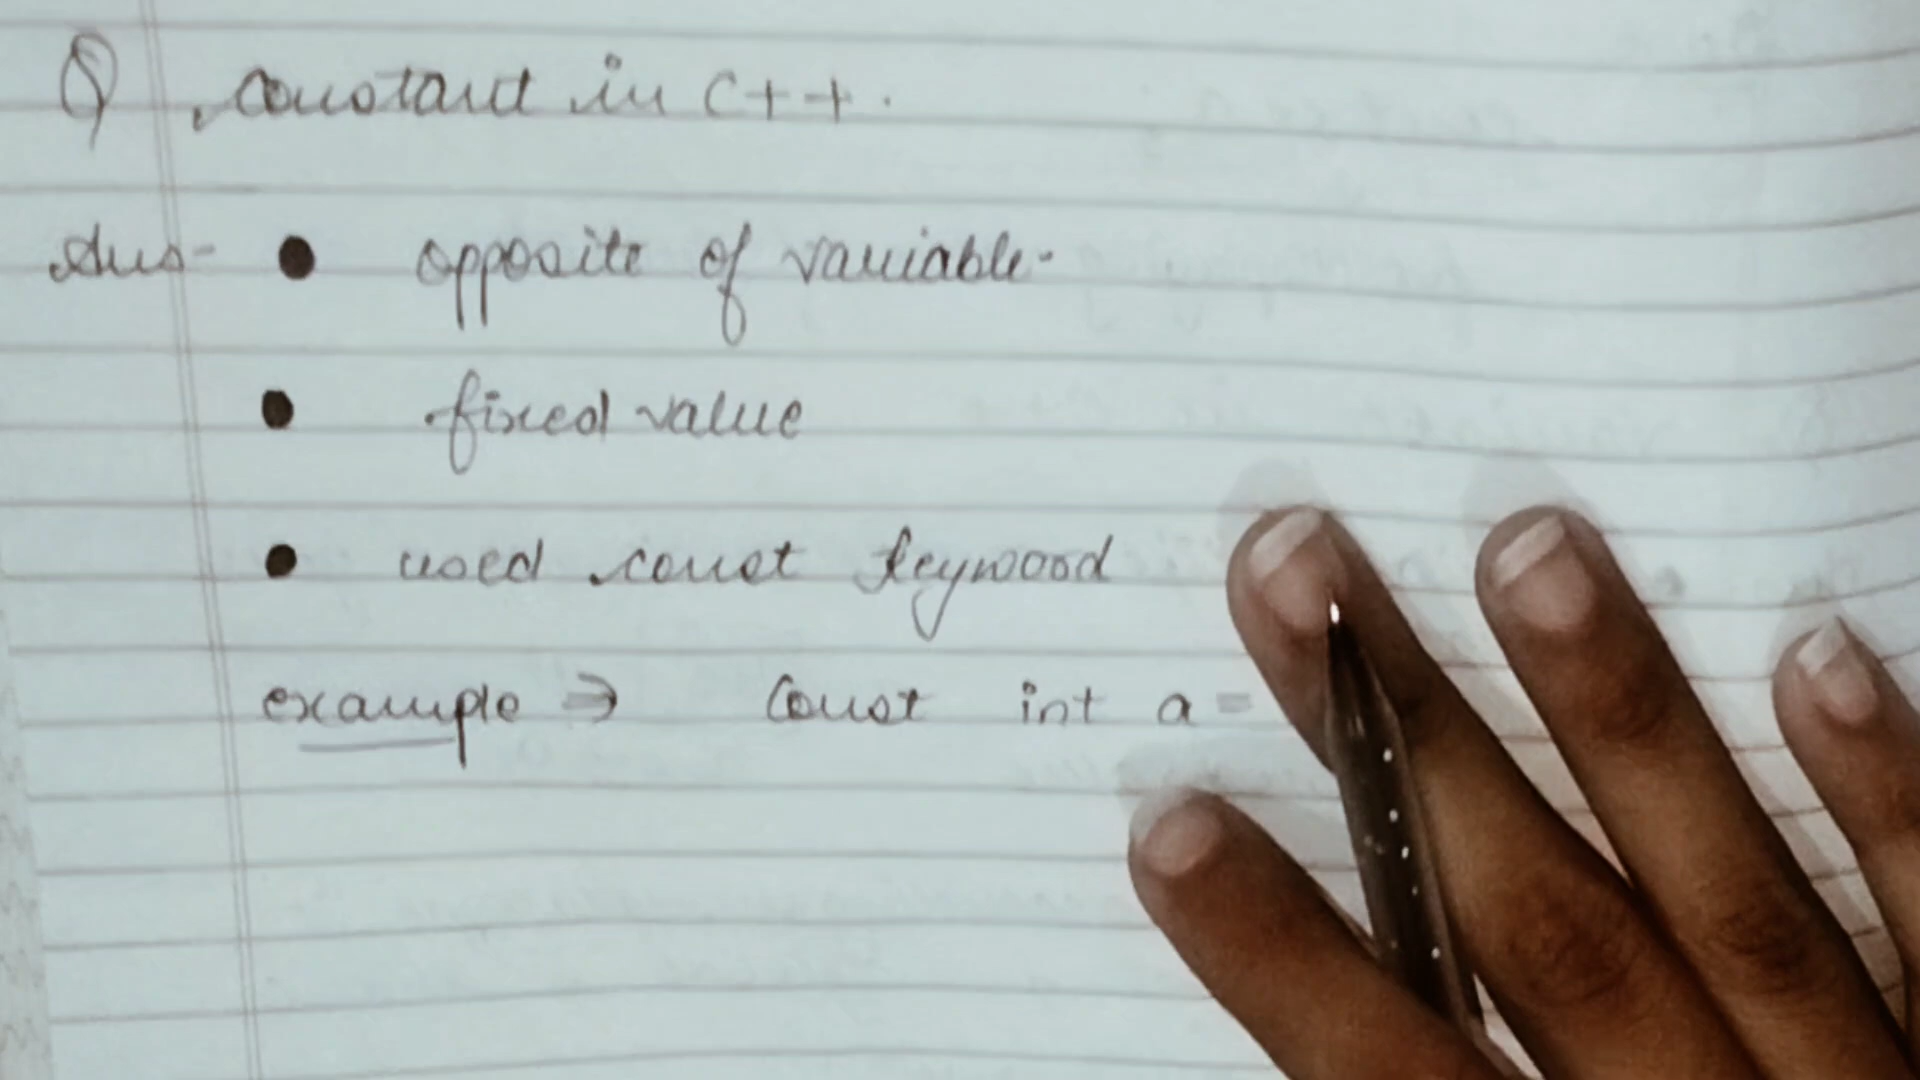 Q constant in C++.
Ans- ● opposite of variable.
● fixed value
● used const keyword
example ⇒ Const int a =